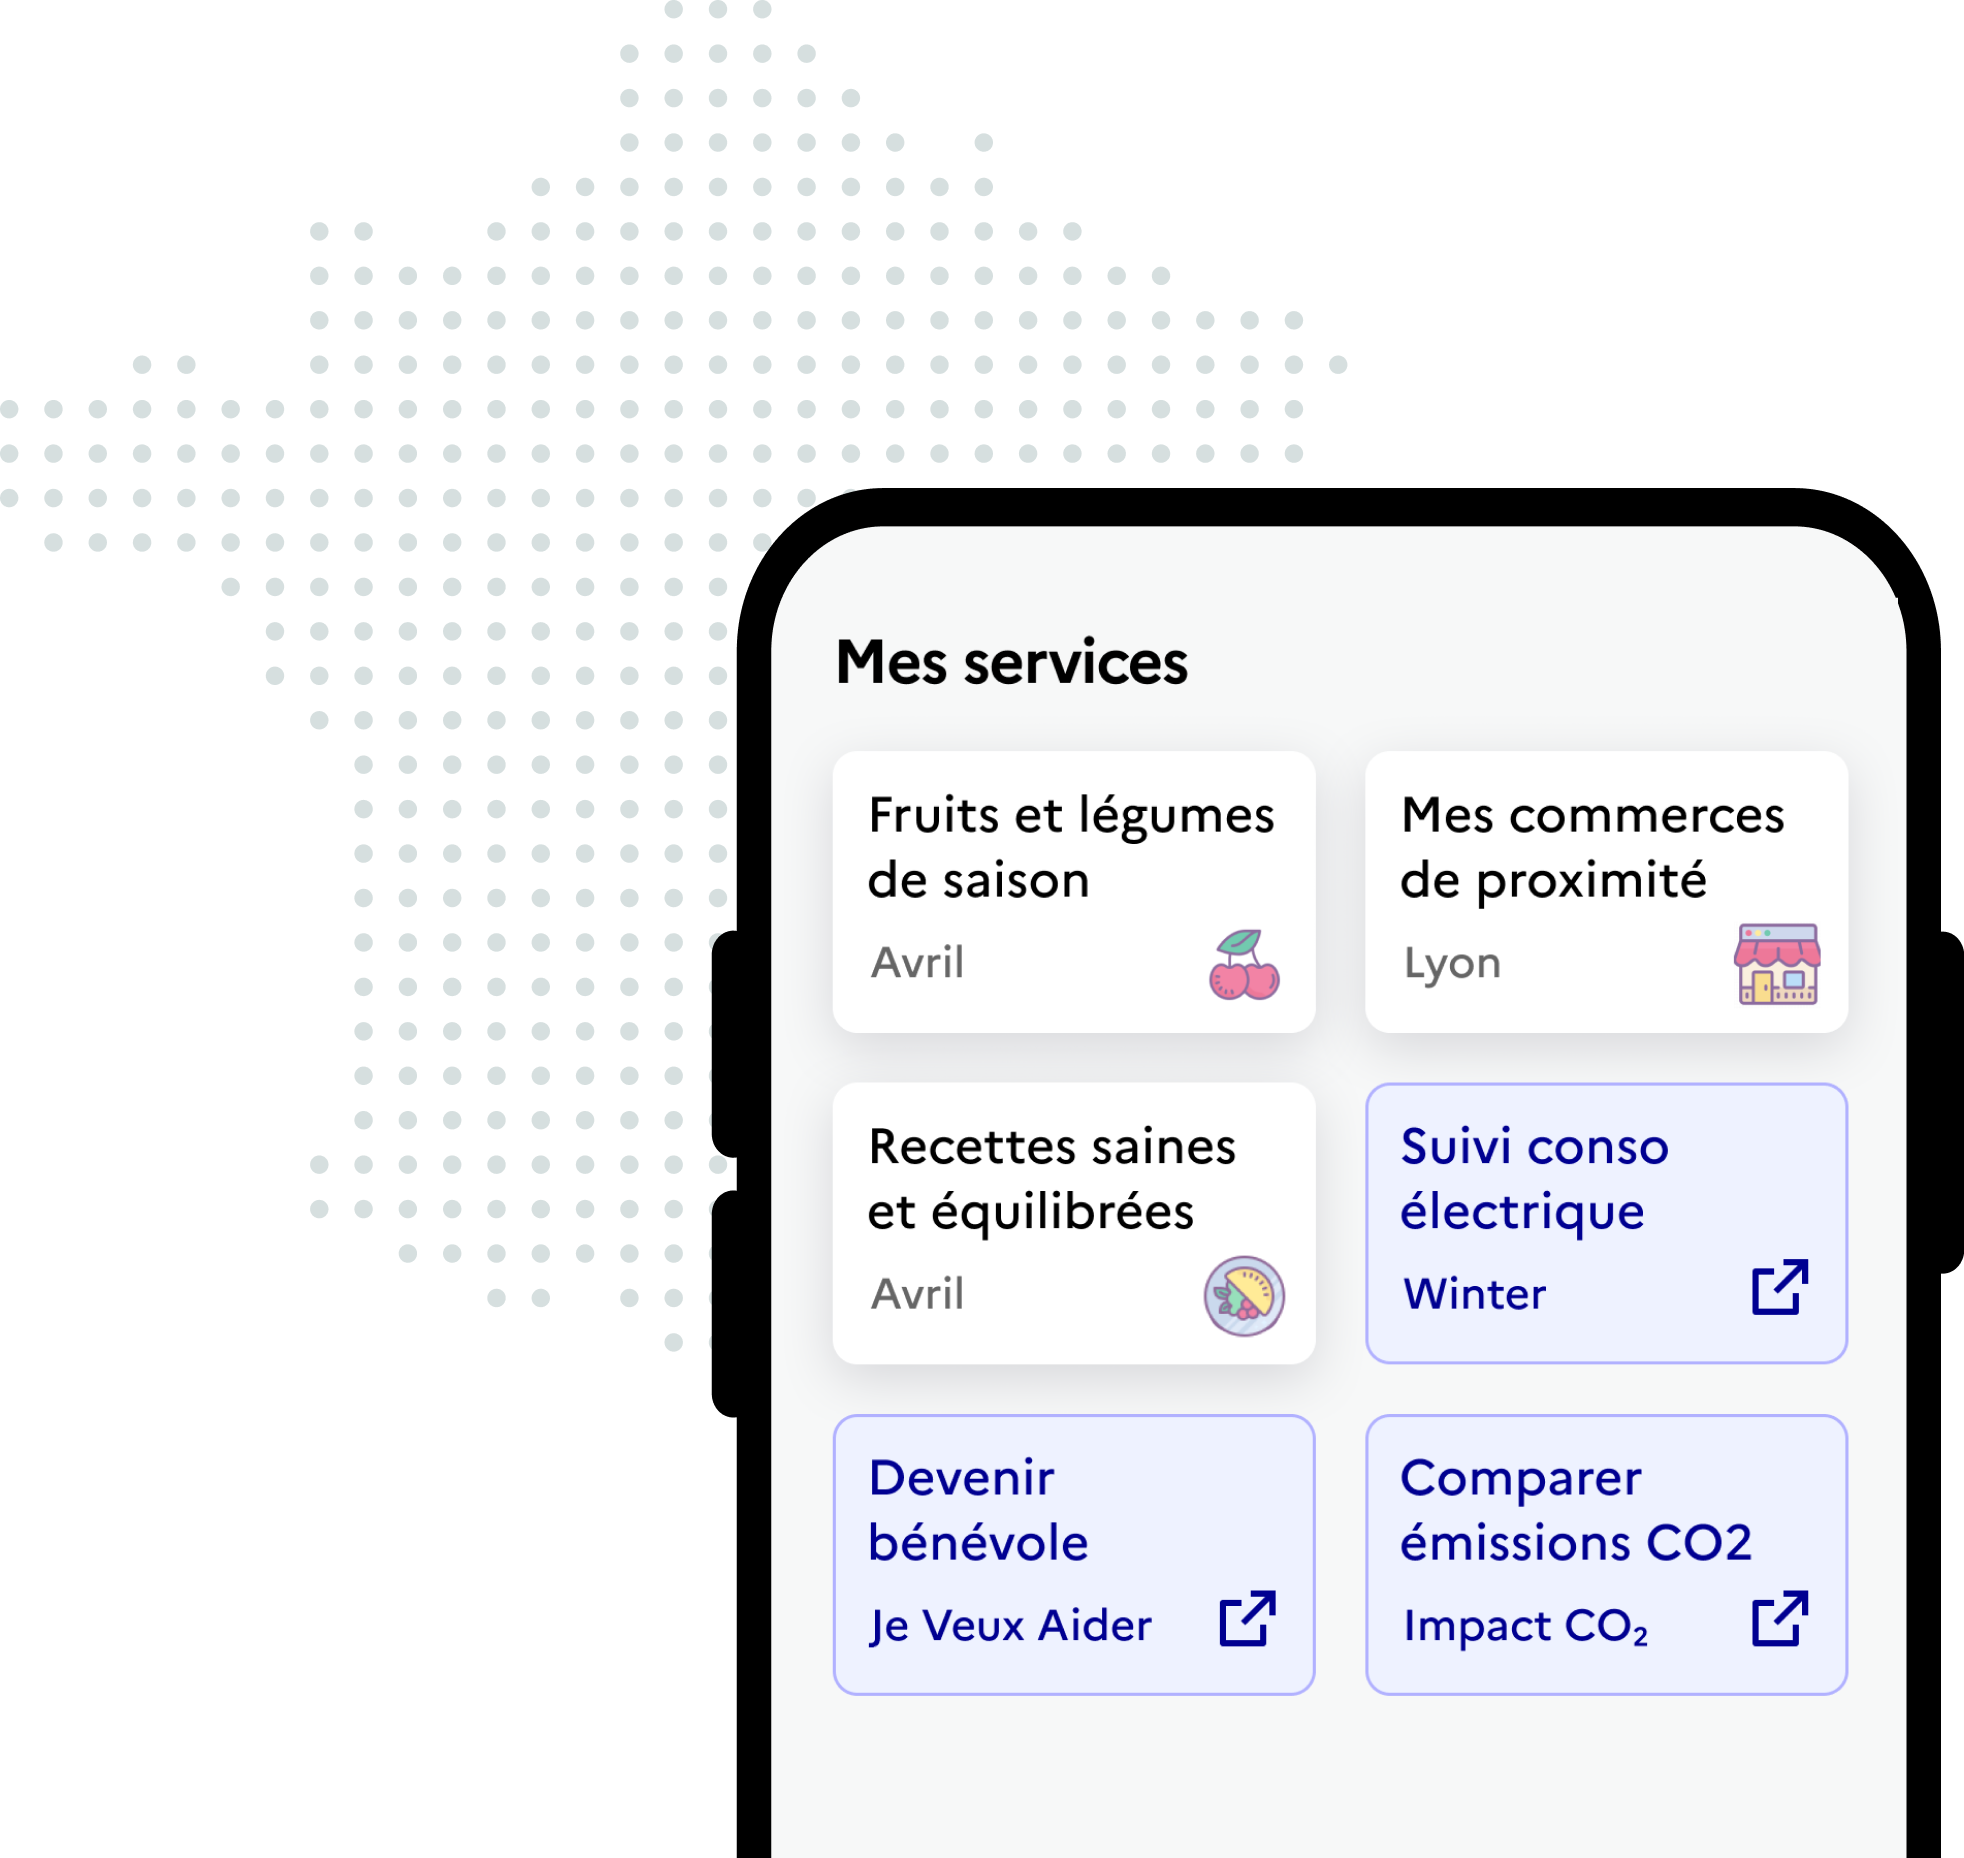 Mes services
Fruits et légumes
de saison
Avril
Mes commerces
de proximité
Lyon
Recettes saines
et équilibrées
Avril
Suivi conso
électrique
Winter
Devenir
bénévole
Je Veux Aider
Comparer
émissions CO2
Impact CO₂